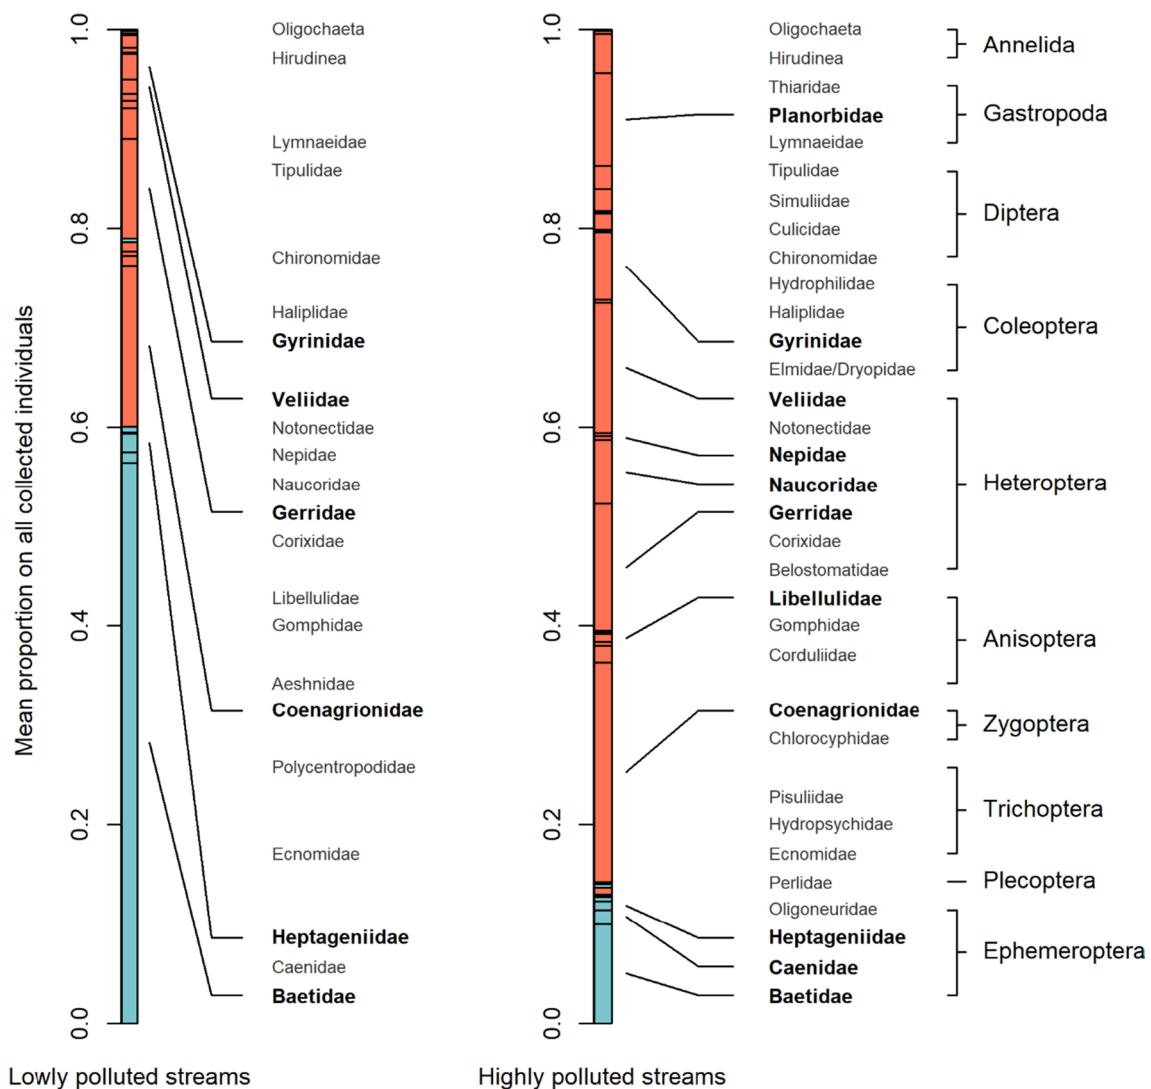 Mean proportion on all collected individuals
1.0
0.8
0.6
0.4
0.2
0.0
Oligochaeta
Hirudinea
Lymnaeidae
Tipulidae
Chironomidae
Haliplidae
Gyrinidae
Veliidae
Notonectidae
Nepidae
Naucoridae
Gerridae
Corixidae
Libellulidae
Gomphidae
Aeshnidae
Coenagrionidae
Polycentropodidae
Ecnomidae
Heptageniidae
Caenidae
Baetidae
Lowly polluted streams
1.0
0.8
0.6
0.4
0.2
0.0
Oligochaeta
Hirudinea
Thiaridae
Planorbidae
Lymnaeidae
Tipulidae
Simuliidae
Culicidae
Chironomidae
Hydrophilidae
Haliplidae
Gyrinidae
Elmidae/Dryopidae
Veliidae
Notonectidae
Nepidae
Naucoridae
Gerridae
Corixidae
Belostomatidae
Libellulidae
Gomphidae
Corduliidae
Coenagrionidae
Chlorocyphidae
Pisuliidae
Hydropsychidae
Ecnomidae
Perlidae
Oligoneuridae
Heptageniidae
Caenidae
Baetidae
Highly polluted streams
Annelida
Gastropoda
Diptera
Coleoptera
Heteroptera
Anisoptera
Zygoptera
Trichoptera
Plecoptera
Ephemeroptera